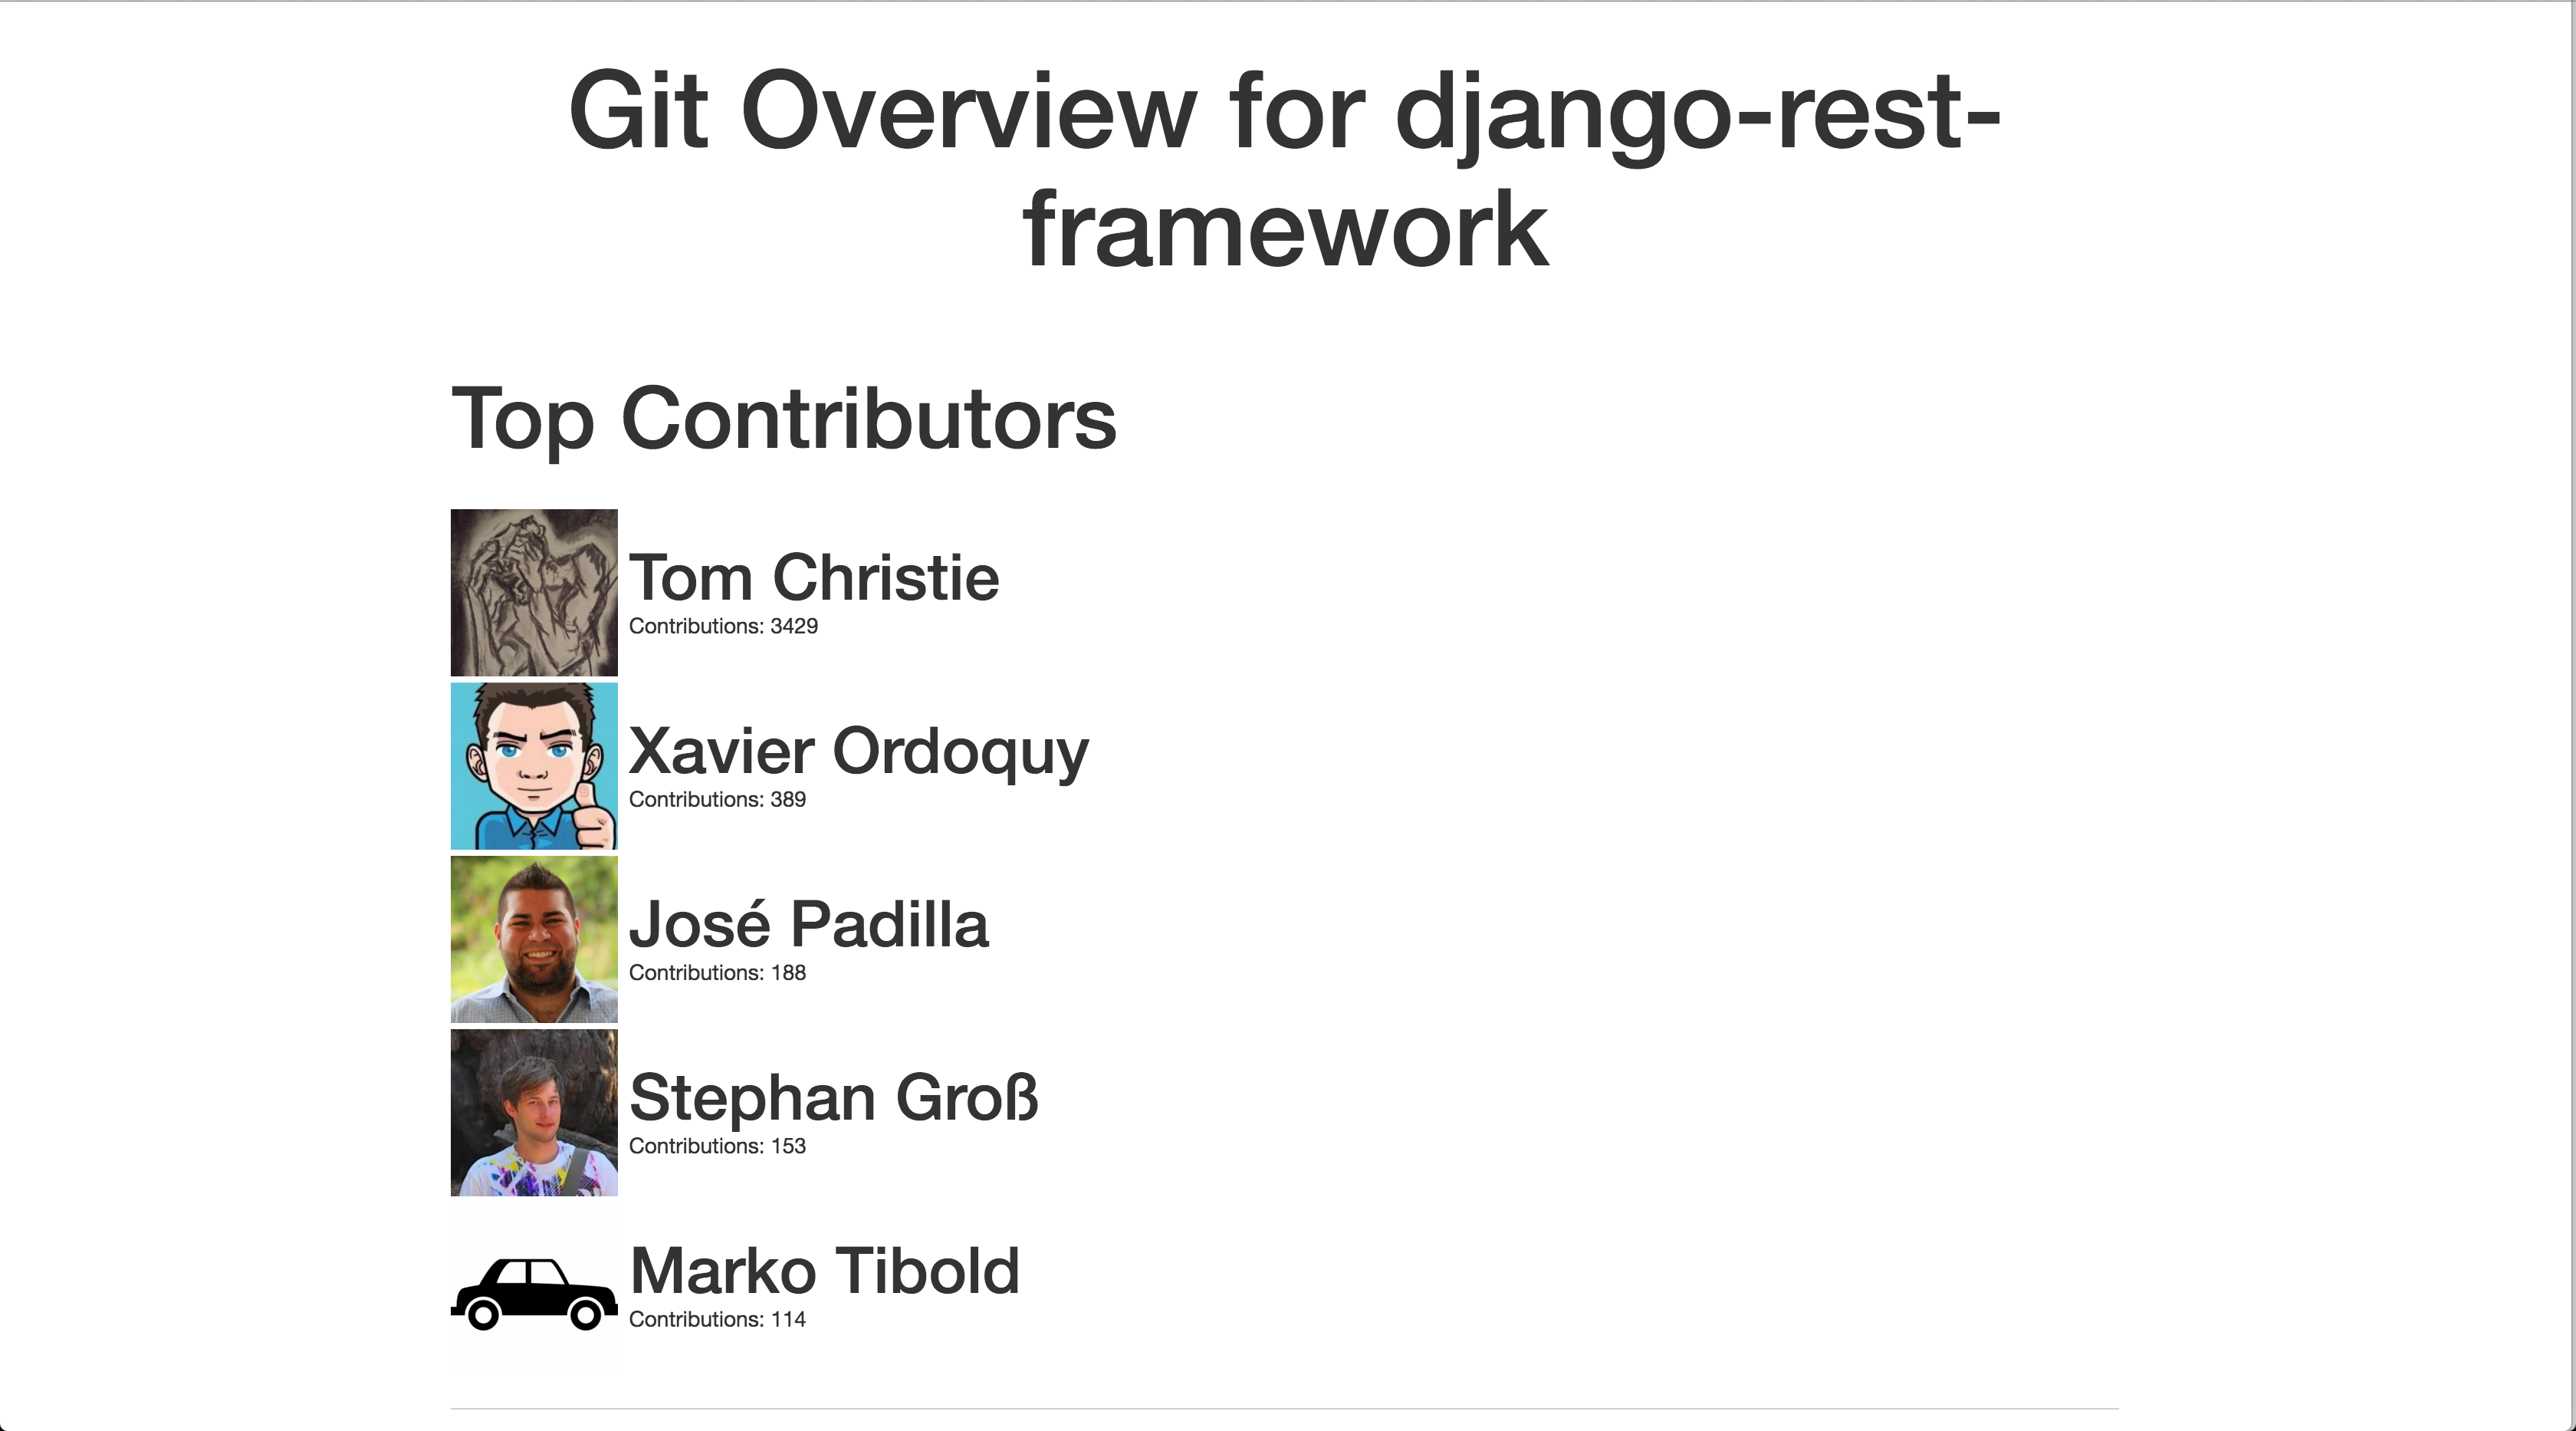 Git Overview for django-rest-
framework
Top Contributors
Tom Christie
Contributions: 3429
Xavier Ordoquy
Contributions: 389
José Padilla
Contributions: 188
Stephan Groß
Contributions: 153
Marko Tibold
Contributions: 114